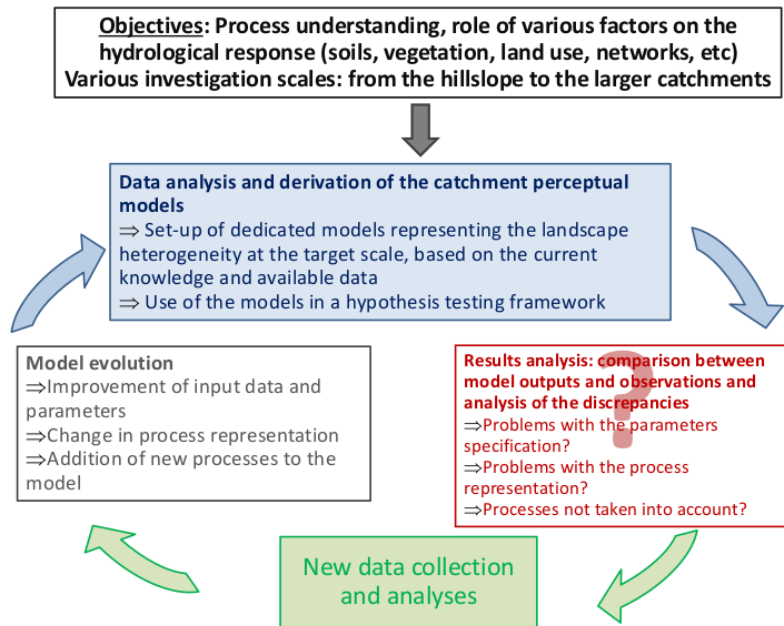 Objectives: Process understanding, role of various factors on the
hydrological response (soils, vegetation, land use, networks, etc)
Various investigation scales: from the hillslope to the larger catchments
Data analysis and derivation of the catchment perceptual
models
⇒ Set-up of dedicated models representing the landscape
heterogeneity at the target scale, based on the current
knowledge and available data
⇒ Use of the models in a hypothesis testing framework
Results analysis: comparison between
model outputs and observations and
analysis of the discrepancies
⇒Problems with the parameters
specification?
⇒Problems with the process
representation?
⇒Processes not taken into account?
?
New data collection
and analyses
Model evolution
⇒Improvement of input data and
parameters
⇒Change in process representation
⇒Addition of new processes to the
model